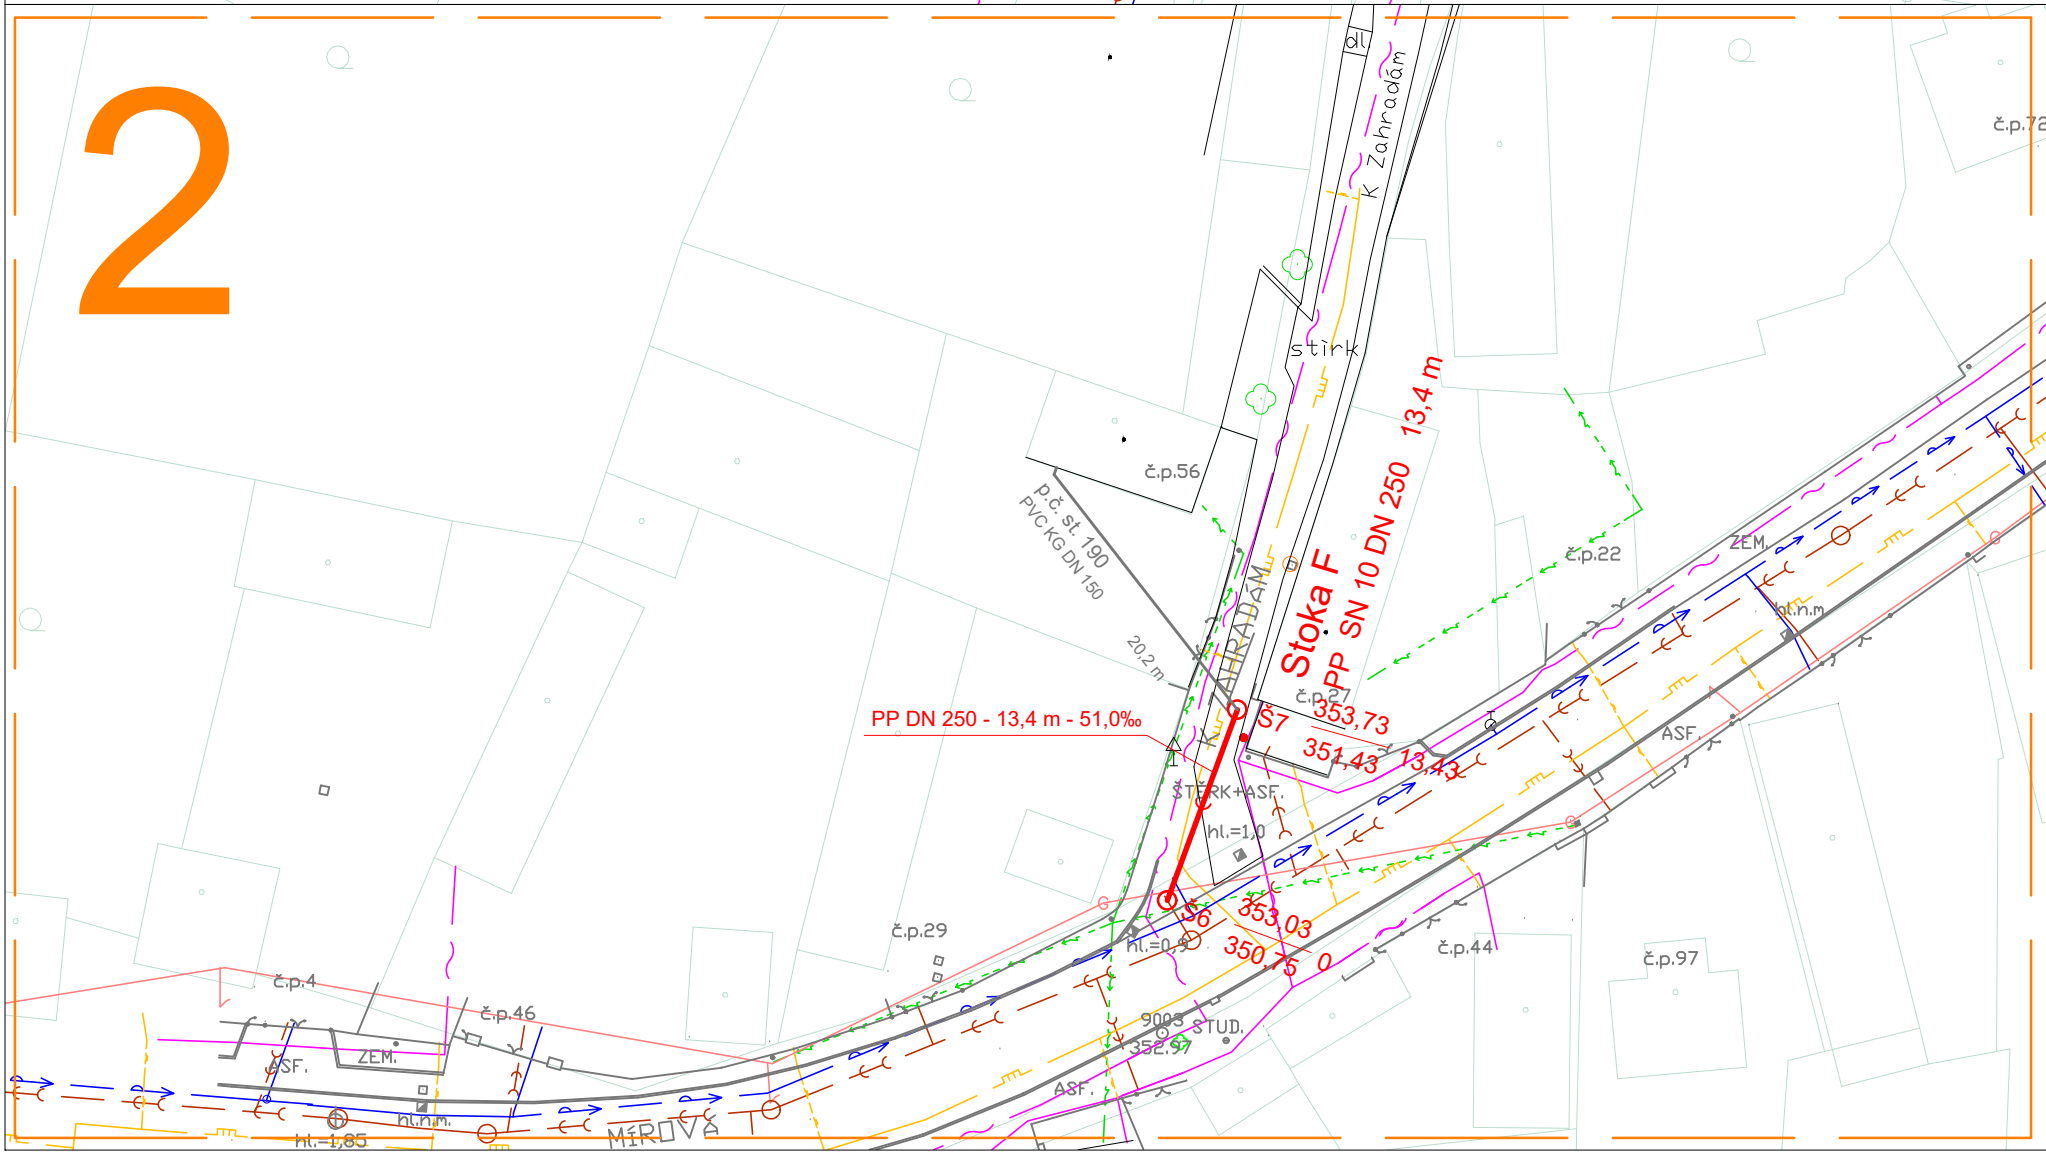 2
dl.
K Zahradám
č.p.72
stìrk
č.p.56
p.č. st. 190
PVC KG DN 150
20,2 m
K ZAHRADÁM
Stoka F
PP SN 10 DN 250 13,4 m
č.p.22
ZEM.
hl.n.m.
ASF.
č.p.27
PP DN 250 - 13,4 m - 51,0‰
Š7
353,73
351,43 13,43
ŠTĚRK+ASF.
hl.=1,0
G
G
G
Š6
353,03
350,75 0
hl.=0,9
č.p.29
č.p.44
č.p.97
č.p.4
č.p.46
9003 STUD.
352.97
ZEM.
ASF.
ASF.
hl.n.m.
hl.=1,85
MÍROVÁ